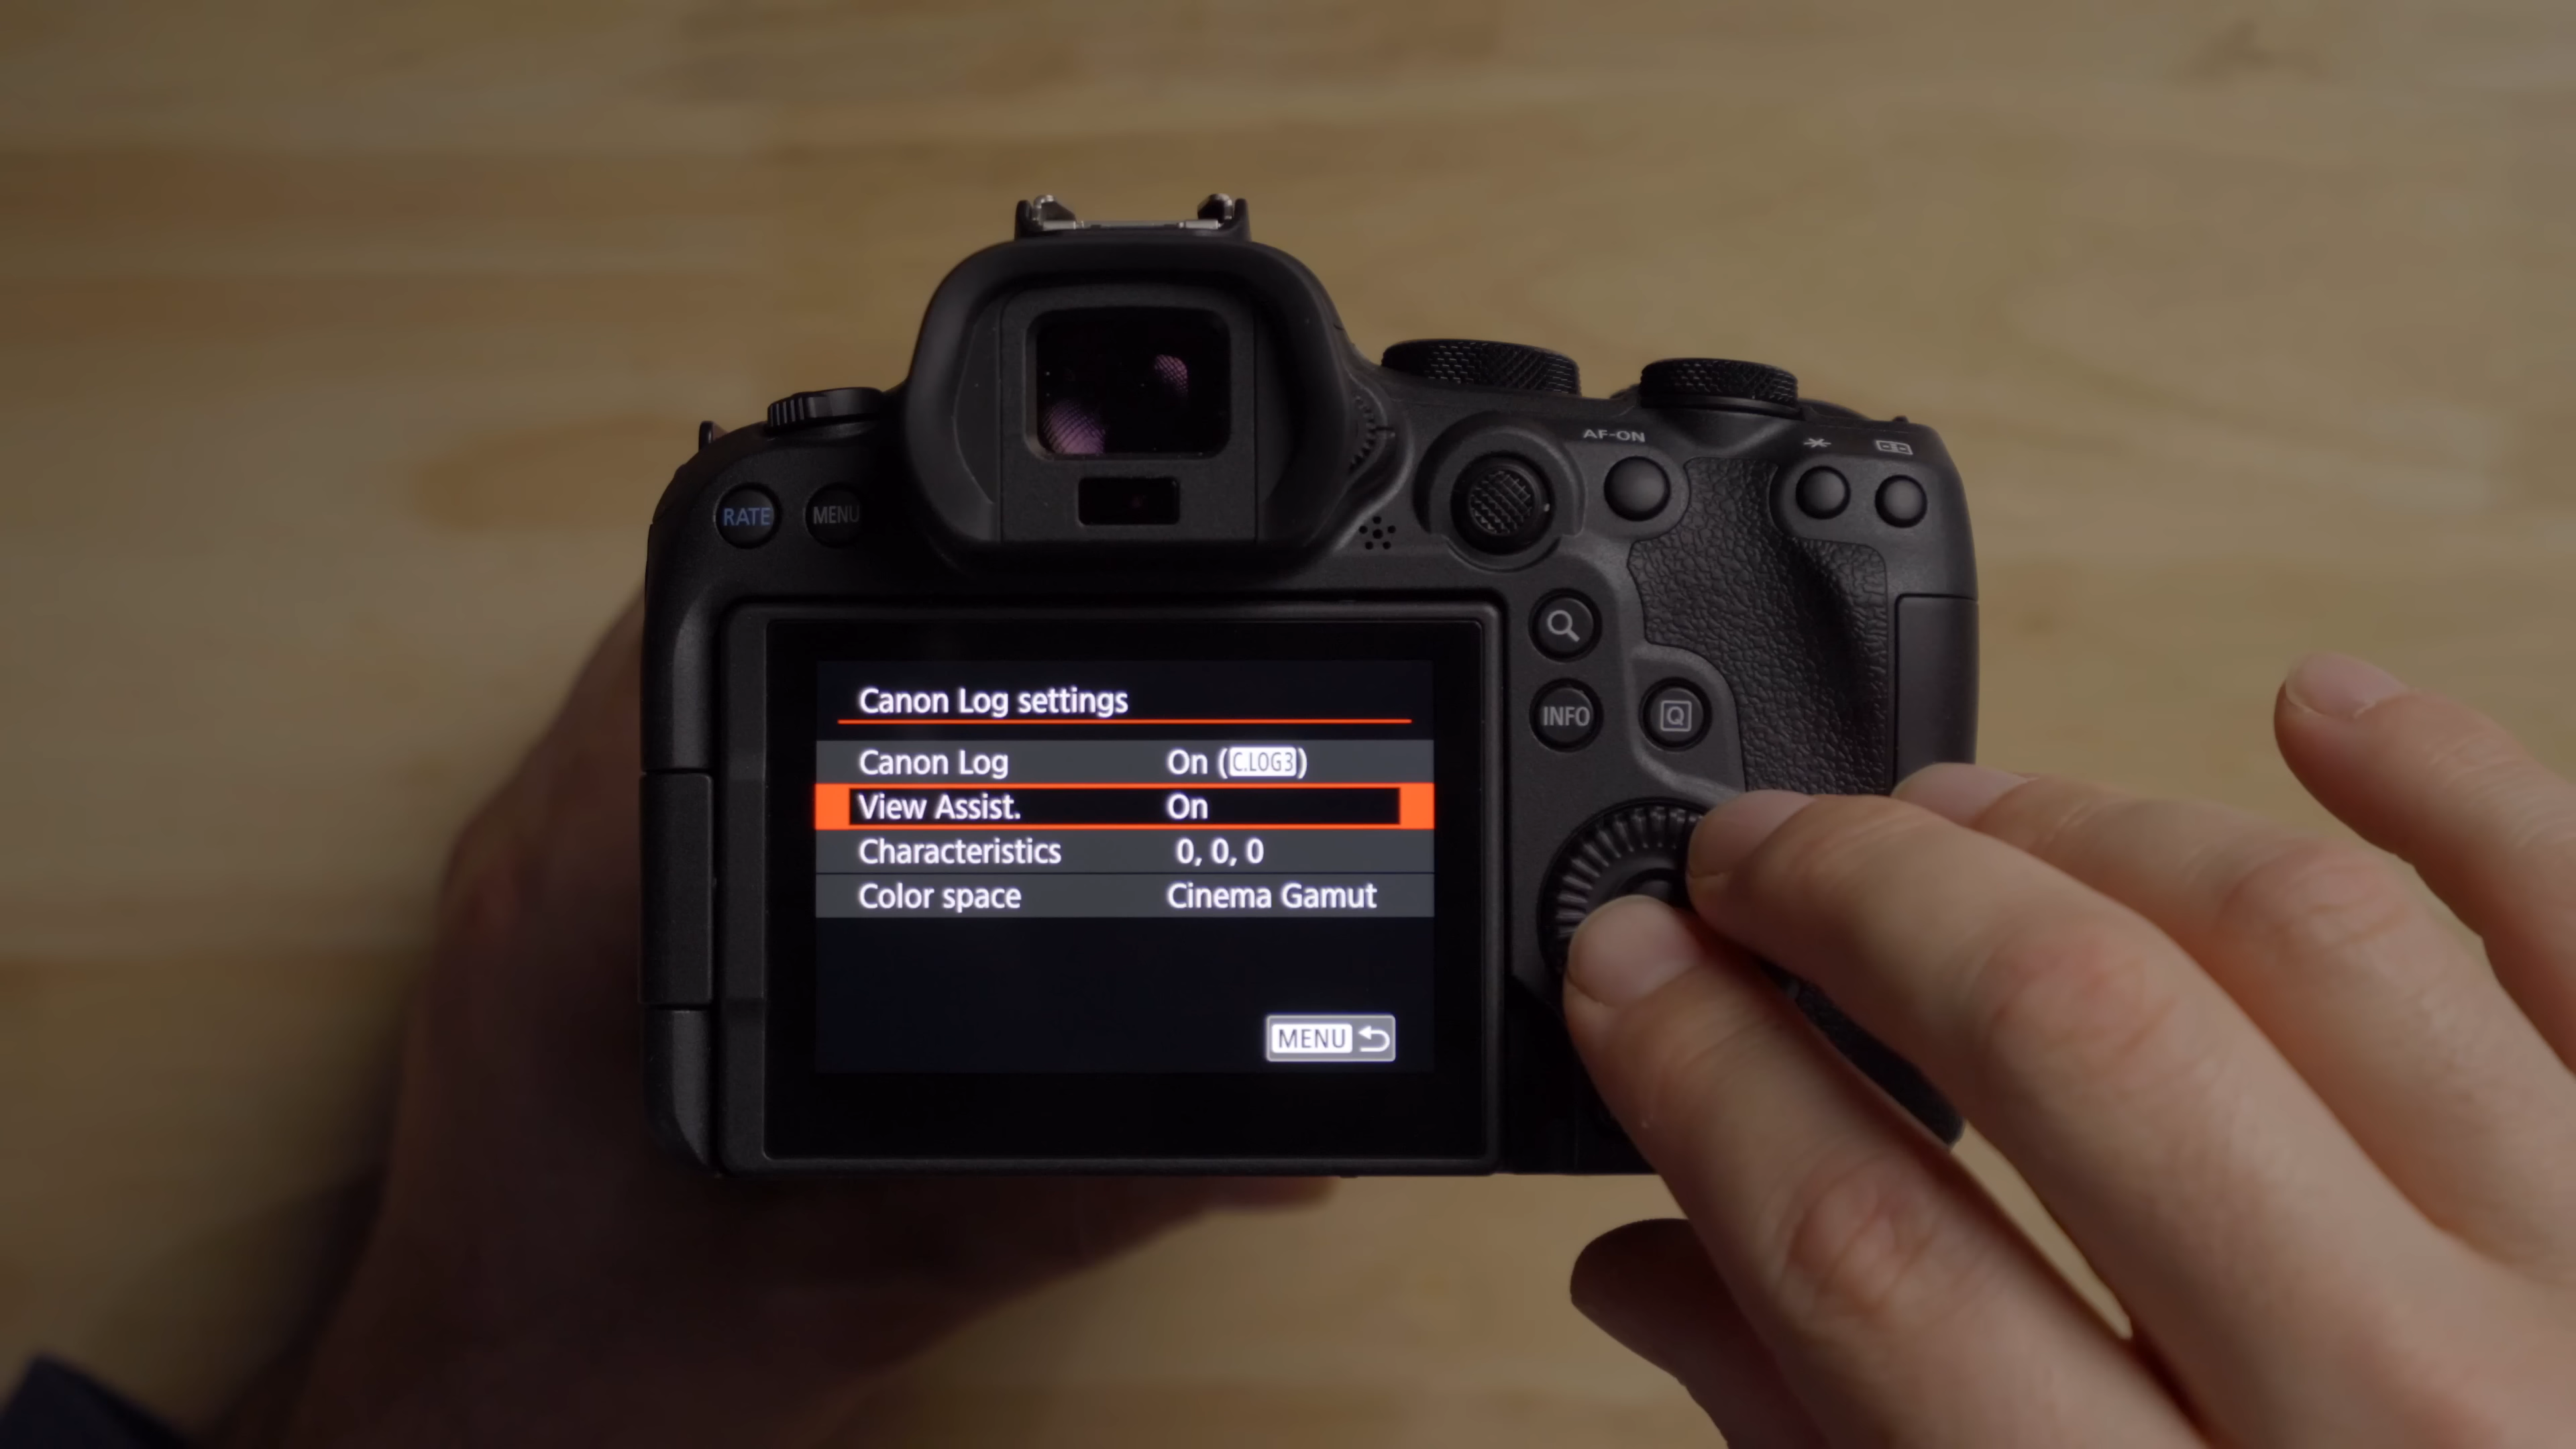 AF-ON
RATE MENU
Canon Log settings
Canon Log On (C.LOG3)
View Assist. On
Characteristics 0, 0, 0
Color space Cinema Gamut
MENU
INFO
Q